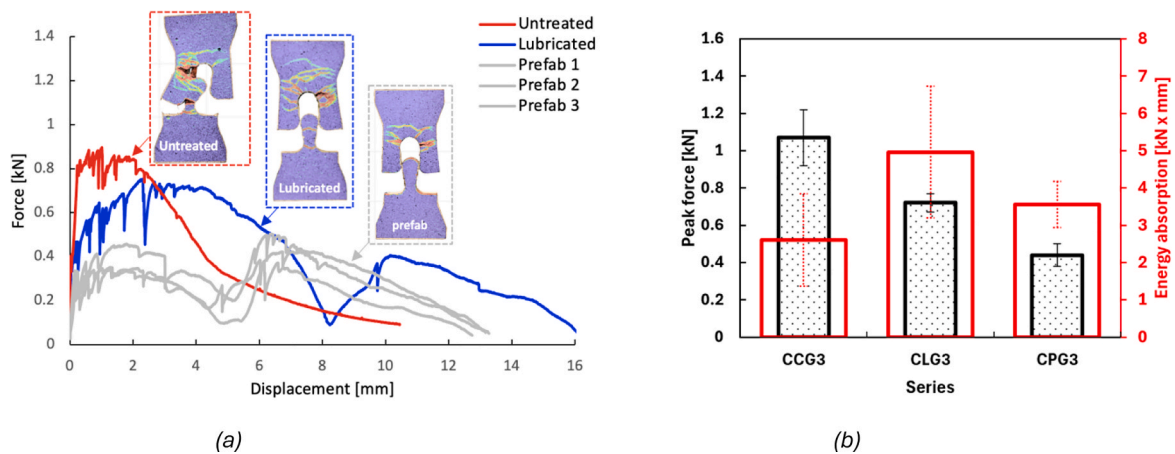 Untreated
Lubricated
Prefab 1
Prefab 2
Prefab 3
1.4
1.2
1
0.8
0.6
0.4
0.2
0
Force [kN]
Untreated
Lubricated
prefab
0 2 4 6 8 10 12 14 16
Displacement [mm]
(a)
1.6
1.4
1.2
1
0.8
0.6
0.4
0.2
0
Peak force [kN]
8
7
6
5
4
3
2
1
0
Energy absorption [kN x mm]
CCG3 CLG3 CPG3
Series
(b)